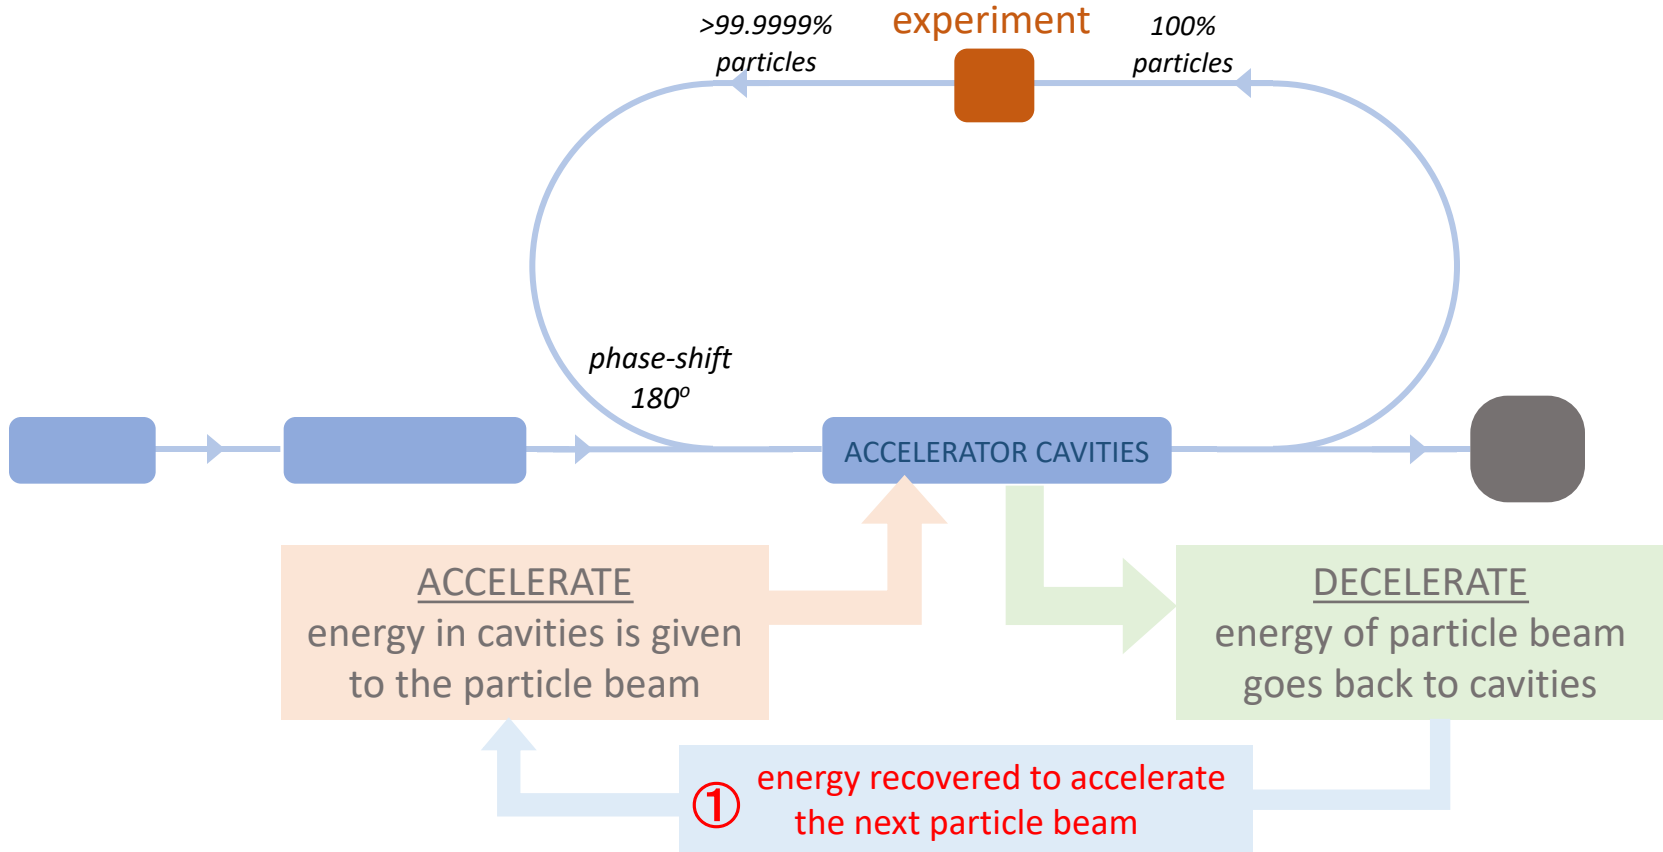 >99.9999%
particles
experiment
100%
particles
phase-shift
180º
ACCELERATOR CAVITIES
ACCELERATE
energy in cavities is given
to the particle beam
DECELERATE
energy of particle beam
goes back to cavities
① energy recovered to accelerate
the next particle beam